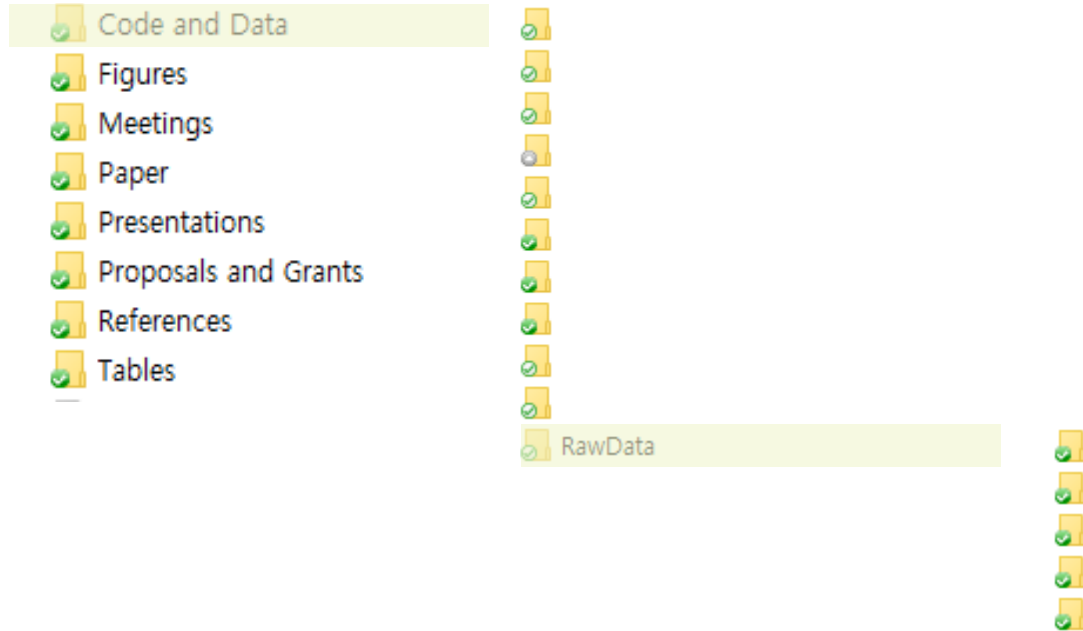 Code and Data
Figures
Meetings
Paper
Presentations
Proposals and Grants
References
Tables
RawData